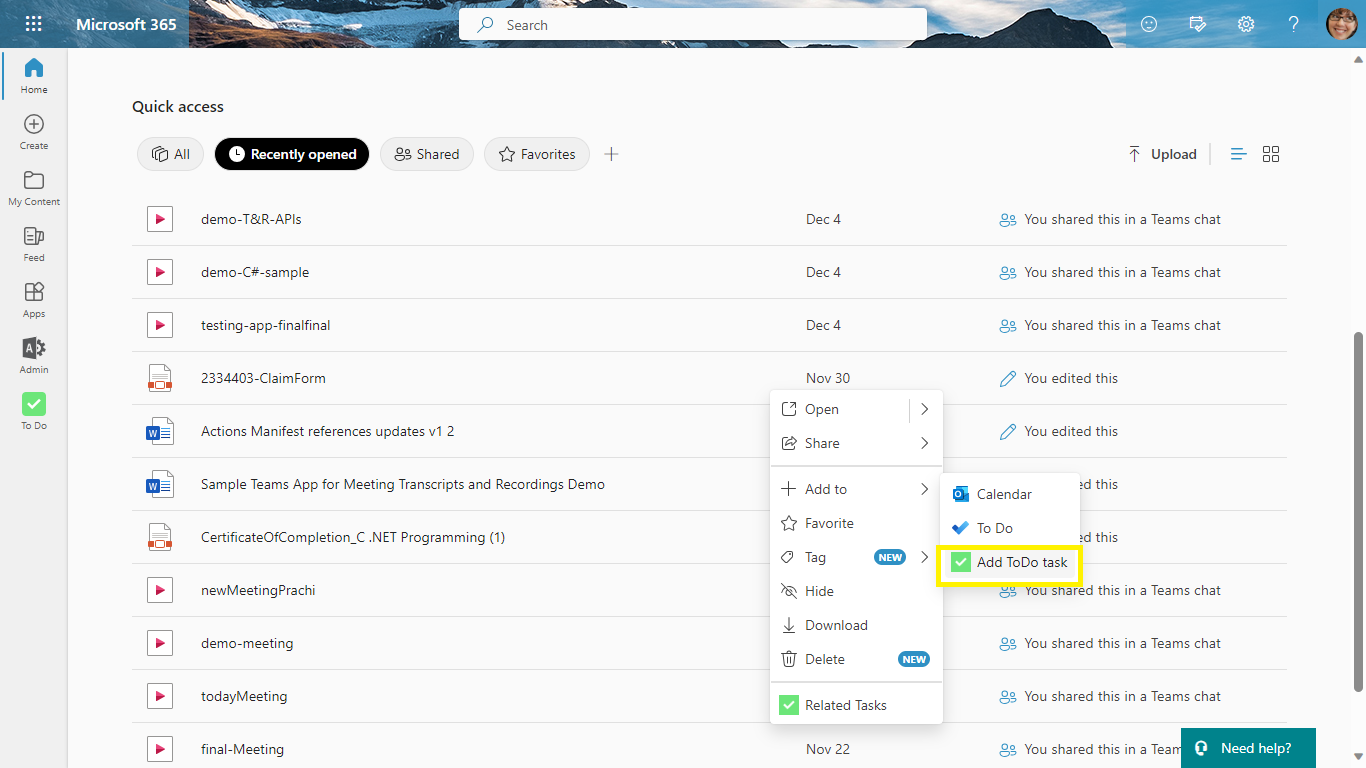 Microsoft 365
Search
Home
Create
My Content
Feed
Apps
Admin
To Do
Quick access
All
Recently opened
Shared
Favorites
Upload
demo-T&R-APIs Dec 4 You shared this in a Teams chat
demo-C#-sample Dec 4 You shared this in a Teams chat
testing-app-finalfinal Dec 4 You shared this in a Teams chat
2334403-ClaimForm Nov 30 You edited this
Actions Manifest references updates v1 2 You edited this
Sample Teams App for Meeting Transcripts and Recordings Demo this
CertificateOfCompletion_C .NET Programming (1) this
newMeetingPrachi You shared this in a Teams chat
demo-meeting You shared this in a Teams chat
todayMeeting You shared this in a Teams chat
final-Meeting Nov 22 You shared this in a
Open
Share
Add to
Favorite
Tag NEW
Hide
Download
Delete NEW
Related Tasks
Calendar
To Do
Add ToDo task
Need help?